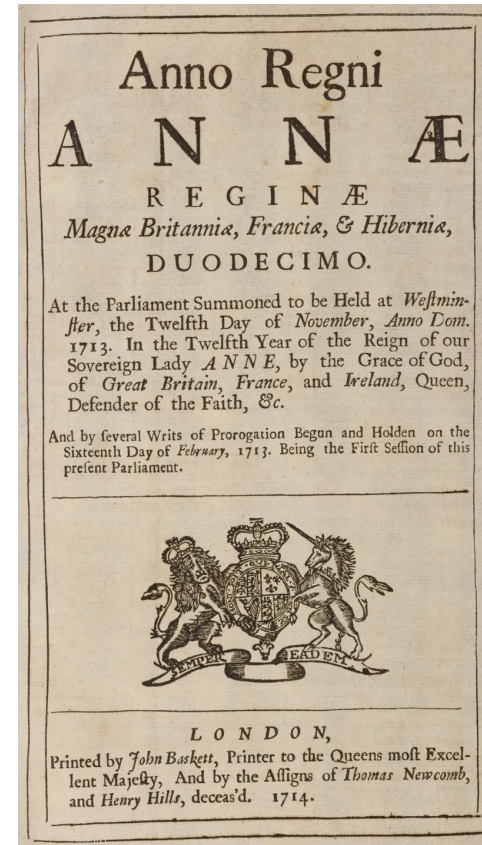 Anno Regni
ANNÆ
REGINÆ
Magnæ Britanniæ, Franciæ, & Hiberniæ,
DUODECIMO.
At the Parliament Summoned to be Held at Weſtmin-
ſter, the Twelfth Day of November, Anno Dom.
1713. In the Twelfth Year of the Reign of our
Sovereign Lady ANNE, by the Grace of God,
of Great Britain, France, and Ireland, Queen,
Defender of the Faith, &c.
And by ſeveral Writs of Prorogation Begun and Holden on the
Sixteenth Day of February, 1713. Being the Firſt Seſſion of this
preſent Parliament.
SEMPER EADEM
LONDON,
Printed by John Baskett, Printer to the Queens moſt Excel-
lent Majeſty, And by the Aſſigns of Thomas Newcomb,
and Henry Hills, deceas'd. 1714.